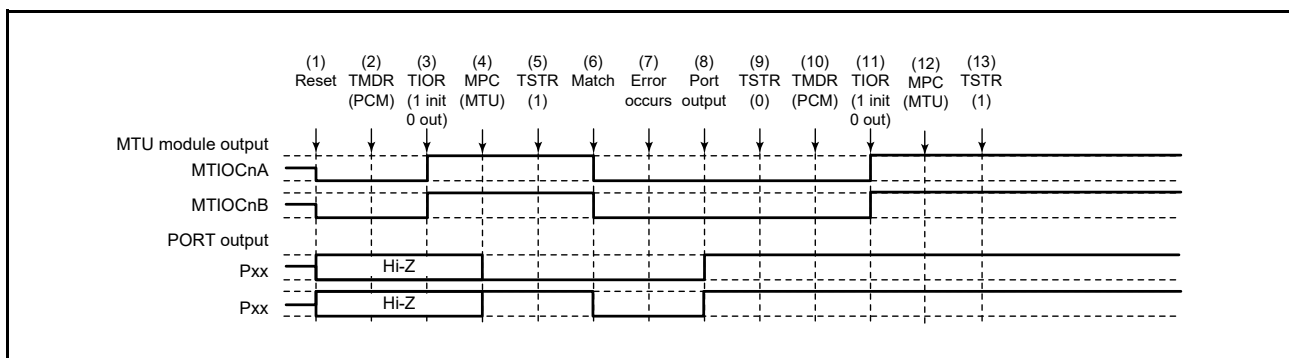 (1) (2) (3) (4) (5) (6) (7) (8) (9) (10) (11) (12) (13)
Reset TMDR TIOR MPC TSTR Match Error Port TSTR TMDR TIOR MPC TSTR
(PCM) (1 init (MTU) (1) occurs output (0) (PCM) (1 init (MTU) (1)
0 out) 0 out)
MTU module output
MTIOCnA
MTIOCnB
PORT output
Pxx Hi-Z
Pxx Hi-Z